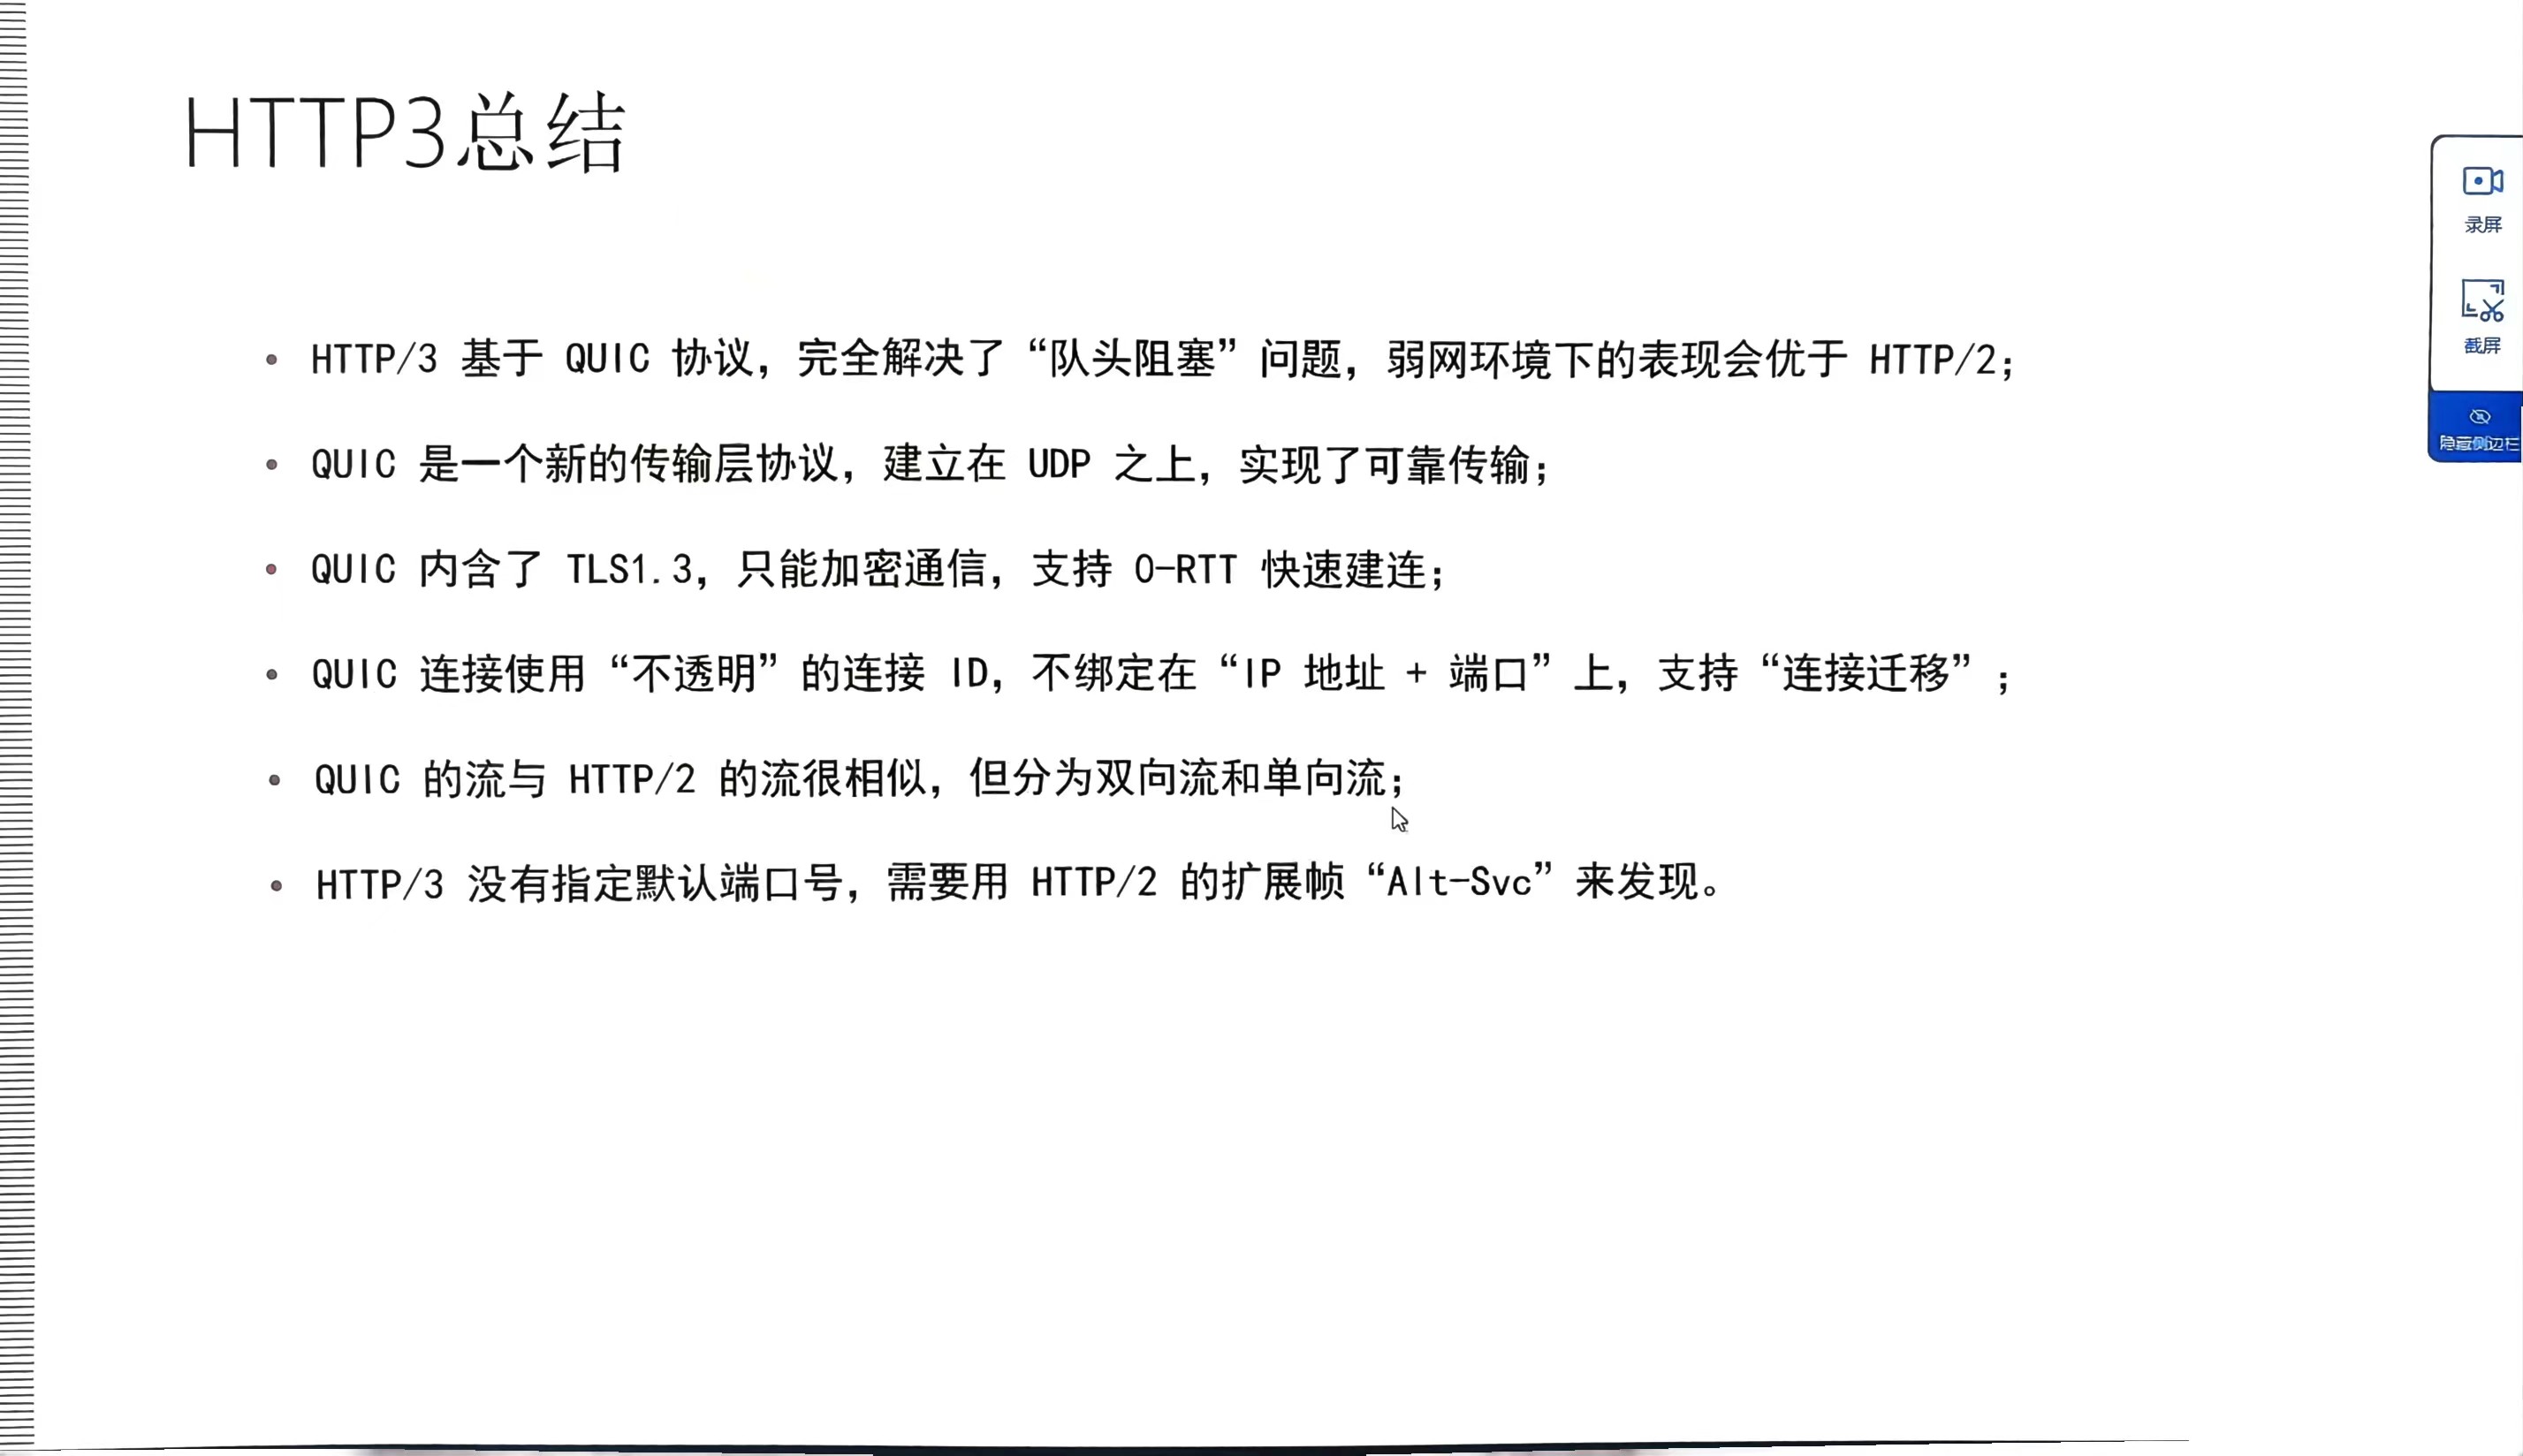 HTTP3总结
HTTP/3 基于 QUIC 协议，完全解决了“队头阻塞”问题，弱网环境下的表现会优于 HTTP/2；
QUIC 是一个新的传输层协议，建立在 UDP 之上，实现了可靠传输；
QUIC 内含了 TLS1.3，只能加密通信，支持 0-RTT 快速建连；
QUIC 连接使用“不透明”的连接 ID，不绑定在“IP 地址 + 端口”上，支持“连接迁移”；
QUIC 的流与 HTTP/2 的流很相似，但分为双向流和单向流；
HTTP/3 没有指定默认端口号，需要用 HTTP/2 的扩展帧“Alt-Svc”来发现。
录屏
截屏
隐藏侧边栏